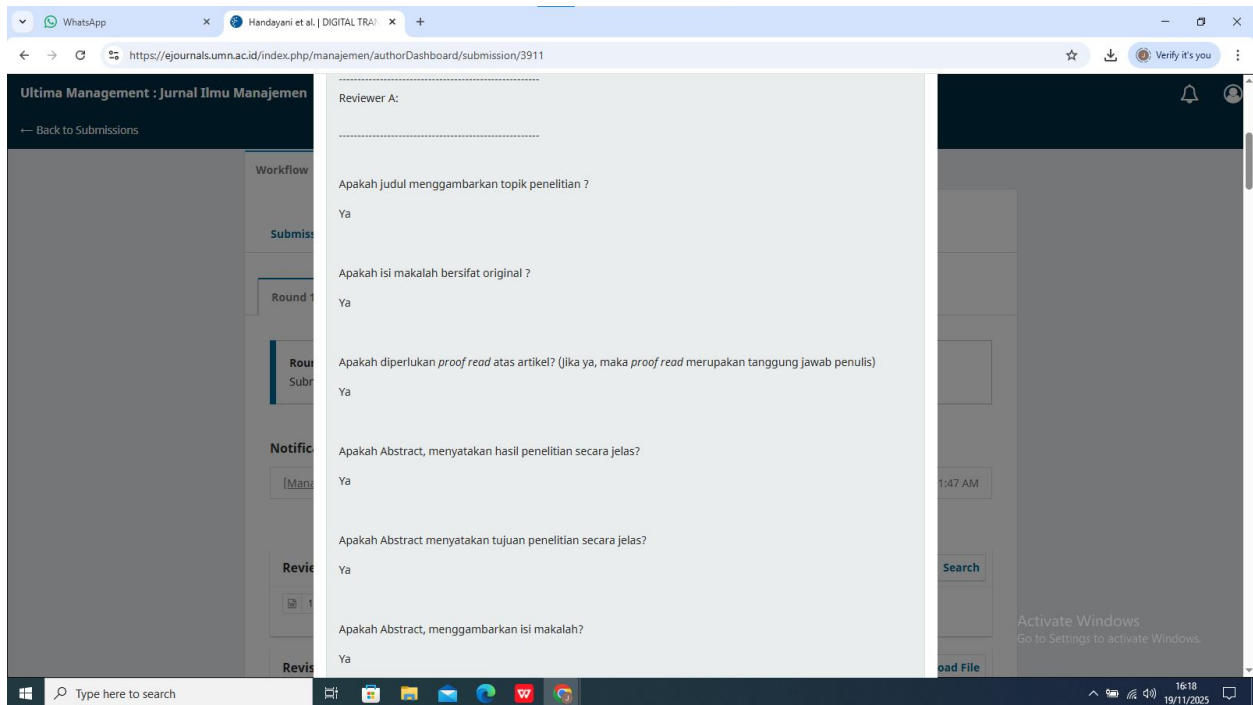 WhatsApp
Handayani et al. | DIGITAL TRAN
https://ejournals.umn.ac.id/index.php/manajemen/authorDashboard/submission/3911
Verify it's you
Ultima Management : Jurnal Ilmu Manajemen
← Back to Submissions
-------------------------------------------------------
Reviewer A:
-------------------------------------------------------
Workflow
Apakah judul menggambarkan topik penelitian ?
Ya
Submiss
Apakah isi makalah bersifat original ?
Round 1
Ya
Roun
Apakah diperlukan proof read atas artikel? (Jika ya, maka proof read merupakan tanggung jawab penulis)
Subr
Ya
Notifica
Apakah Abstract, menyatakan hasil penelitian secara jelas?
[Mana
Ya
1:47 AM
Apakah Abstract menyatakan tujuan penelitian secara jelas?
Revie
Ya
Search
1
Apakah Abstract, menggambarkan isi makalah?
Activate Windows
Go to Settings to activate Windows.
Ya
Revis
oad File
Type here to search
16:18
19/11/2025